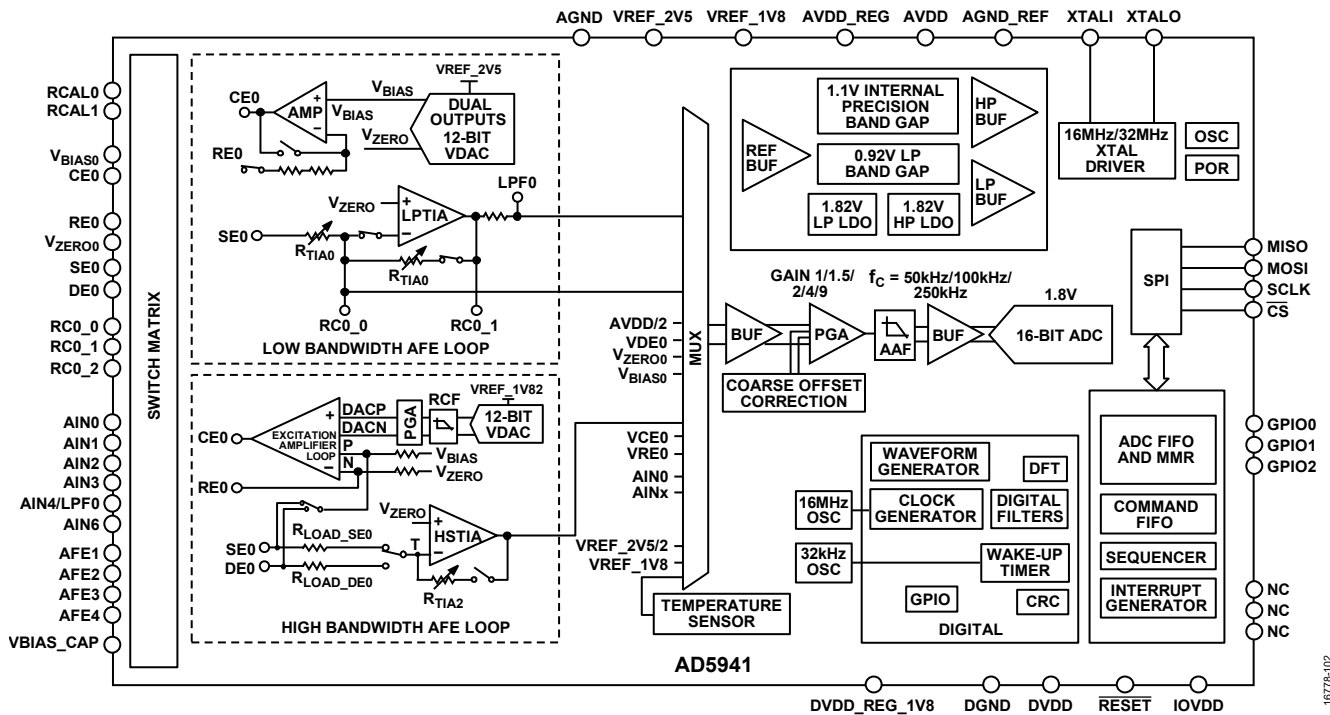 AGND
VREF_2V5
VREF_1V8
AVDD_REG
AVDD
AGND_REF
XTALI
XTALO
RCAL0
RCAL1
VBIAS0
CE0
RE0
VZERO0
SE0
DE0
RC0_0
RC0_1
RC0_2
AIN0
AIN1
AIN2
AIN3
AIN4/LPF0
AIN6
AFE1
AFE2
AFE3
AFE4
VBIAS_CAP
SWITCH MATRIX
VREF_2V5
CE0
AMP
+
−
VBIAS
VBIAS
VZERO
DUAL
OUTPUTS
12-BIT
VDAC
RE0
LPF0
VZERO
+
−
LPTIA
SE0
RTIA0
RTIA0
RC0_0
RC0_1
LOW BANDWIDTH AFE LOOP
VREF_1V82
RCF
DACP
DACN
PGA
12-BIT
VDAC
+
−
EXCITATION
AMPLIFIER
LOOP
P
N
CE0
VBIAS
VZERO
RE0
VZERO
+
−
HSTIA
T
RLOAD_SE0
SE0
DE0
RLOAD_DE0
RTIA2
HIGH BANDWIDTH AFE LOOP
MUX
AVDD/2
VDE0
VZERO0
VBIAS0
VCE0
VRE0
AIN0
AINx
VREF_2V5/2
VREF_1V8
TEMPERATURE
SENSOR
REF
BUF
1.1V INTERNAL
PRECISION
BAND GAP
0.92V LP
BAND GAP
1.82V
LP LDO
1.82V
HP LDO
HP
BUF
LP
BUF
16MHz/32MHz
XTAL
DRIVER
OSC
POR
GAIN 1/1.5/
2/4/9
fC = 50kHz/100kHz/
250kHz
1.8V
BUF
PGA
AAF
BUF
16-BIT ADC
COARSE OFFSET
CORRECTION
SPI
MISO
MOSI
SCLK
CS
GPIO0
GPIO1
GPIO2
NC
NC
NC
16MHz
OSC
32kHz
OSC
WAVEFORM
GENERATOR
DFT
CLOCK
GENERATOR
DIGITAL
FILTERS
WAKE-UP
TIMER
GPIO
CRC
DIGITAL
ADC FIFO
AND MMR
COMMAND
FIFO
SEQUENCER
INTERRUPT
GENERATOR
AD5941
DVDD_REG_1V8
DGND
DVDD
RESET
IOVDD
16778-102